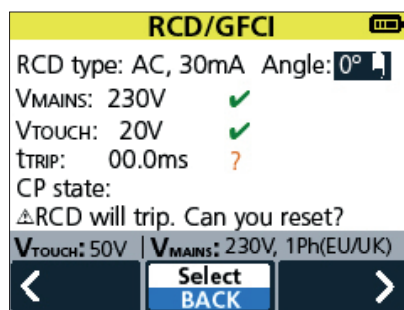 RCD/GFCI
RCD type: AC, 30mA Angle: 0°
VMAINS: 230V ✔
VTOUCH: 20V ✔
tTRIP: 00.0ms ?
CP state:
⚠RCD will trip. Can you reset?
VTOUCH: 50V | VMAINS: 230V, 1Ph(EU/UK)
< Select >
BACK